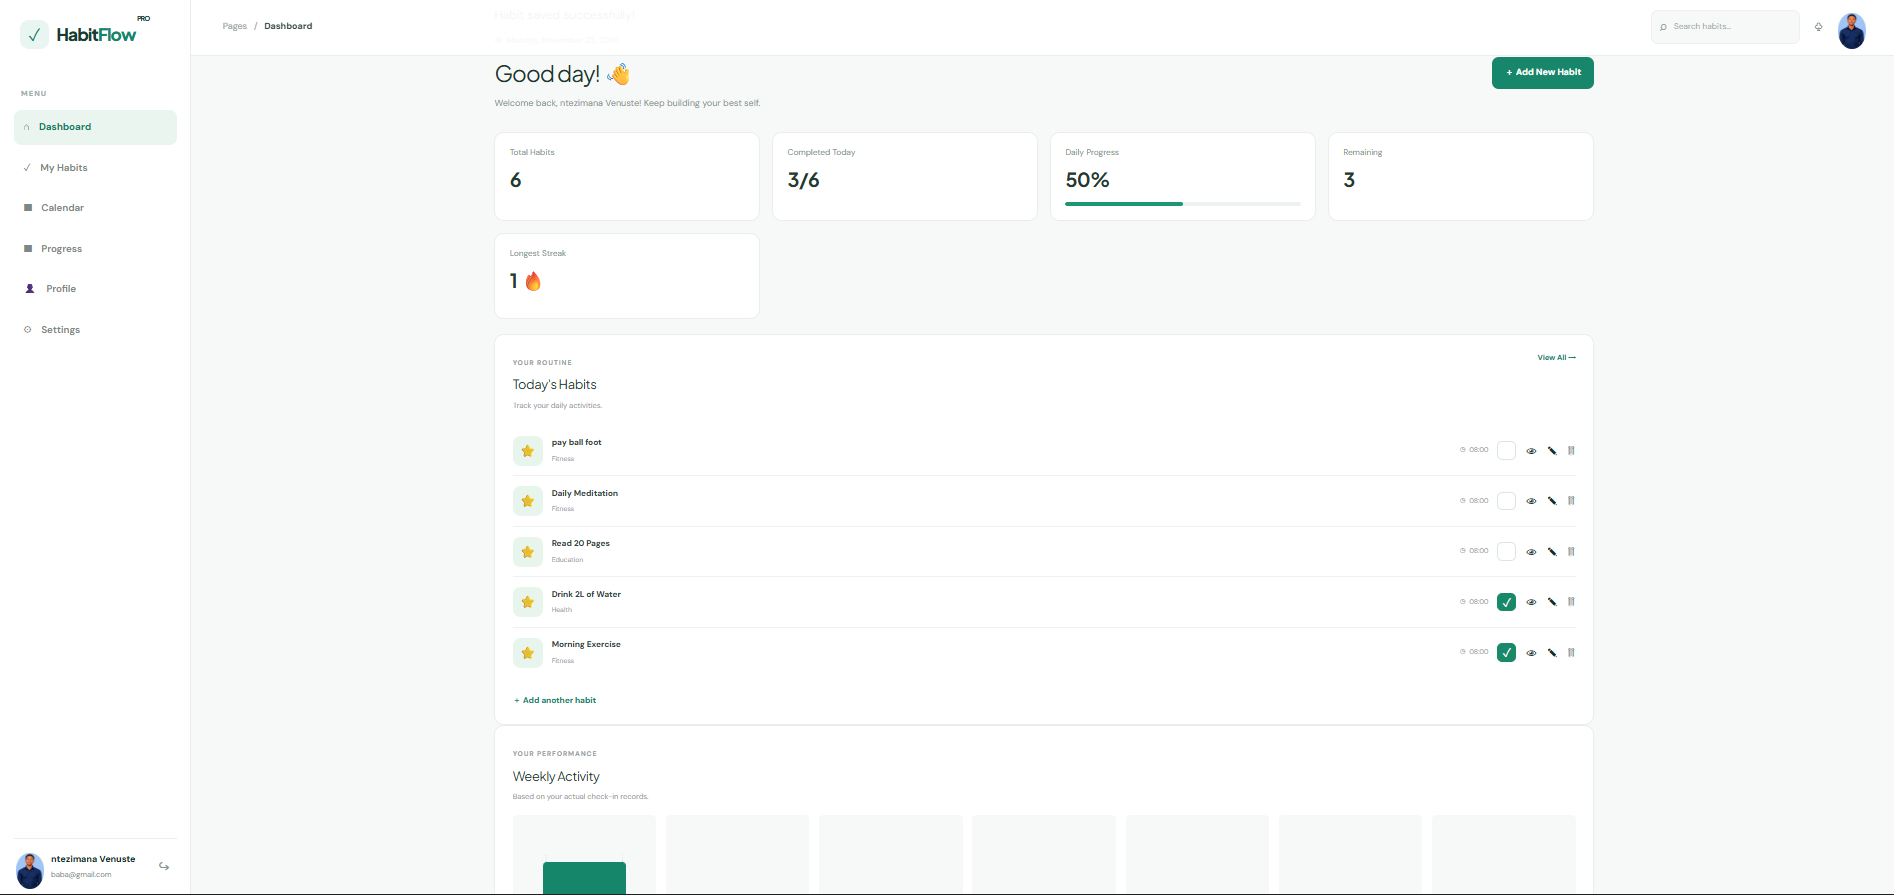 HabitFlow PRO
MENU
Dashboard
My Habits
Calendar
Progress
Profile
Settings
ntezimana Venuste
baba@gmail.com
Pages / Dashboard
Search habits...
Habit saved successfully!
Good day! 👋
Welcome back, ntezimana Venuste! Keep building your best self.
+ Add New Habit
Total Habits
6
Completed Today
3/6
Daily Progress
50%
Remaining
3
Longest Streak
1 🔥
YOUR ROUTINE
View All →
Today's Habits
Track your daily activities.
pay ball foot
Fitness
08:00
Daily Meditation
Fitness
08:00
Read 20 Pages
Education
08:00
Drink 2L of Water
Health
08:00
Morning Exercise
Fitness
08:00
+ Add another habit
YOUR PERFORMANCE
Weekly Activity
Based on your actual check-in records.